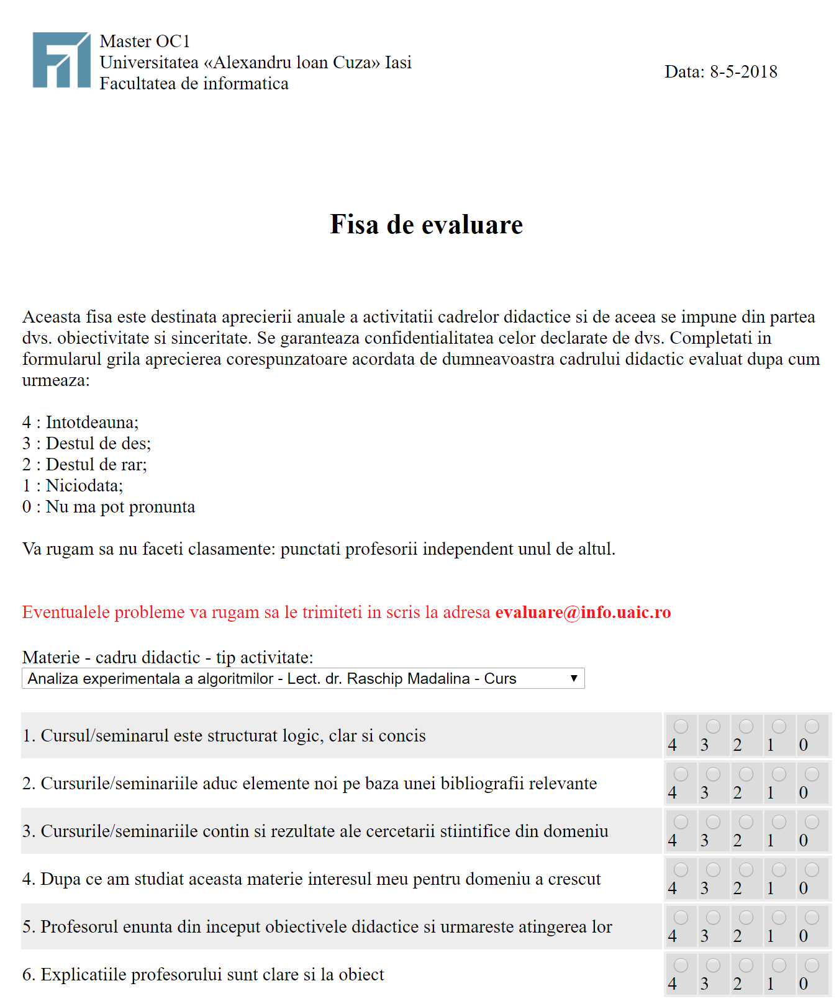 Master OC1
Universitatea «Alexandru loan Cuza» Iasi
Facultatea de informatica
Data: 8-5-2018
Fisa de evaluare
Aceasta fisa este destinata aprecierii anuale a activitatii cadrelor didactice si de aceea se impune din partea
dvs. obiectivitate si sinceritate. Se garanteaza confidentialitatea celor declarate de dvs. Completati in
formularul grila aprecierea corespunzatoare acordata de dumneavoastra cadrului didactic evaluat dupa cum
urmeaza:
4 : Intotdeauna;
3 : Destul de des;
2 : Destul de rar;
1 : Niciodata;
0 : Nu ma pot pronunta
Va rugam sa nu faceti clasamente: punctati profesorii independent unul de altul.
Eventualele probleme va rugam sa le trimiteti in scris la adresa evaluare@info.uaic.ro
Materie - cadru didactic - tip activitate:
Analiza experimentala a algoritmilor - Lect. dr. Raschip Madalina - Curs
1. Cursul/seminarul este structurat logic, clar si concis
4 3 2 1 0
2. Cursurile/seminariile aduc elemente noi pe baza unei bibliografii relevante
4 3 2 1 0
3. Cursurile/seminariile contin si rezultate ale cercetarii stiintifice din domeniu
4 3 2 1 0
4. Dupa ce am studiat aceasta materie interesul meu pentru domeniu a crescut
4 3 2 1 0
5. Profesorul enunta din inceput obiectivele didactice si urmareste atingerea lor
4 3 2 1 0
6. Explicatiile profesorului sunt clare si la obiect
4 3 2 1 0